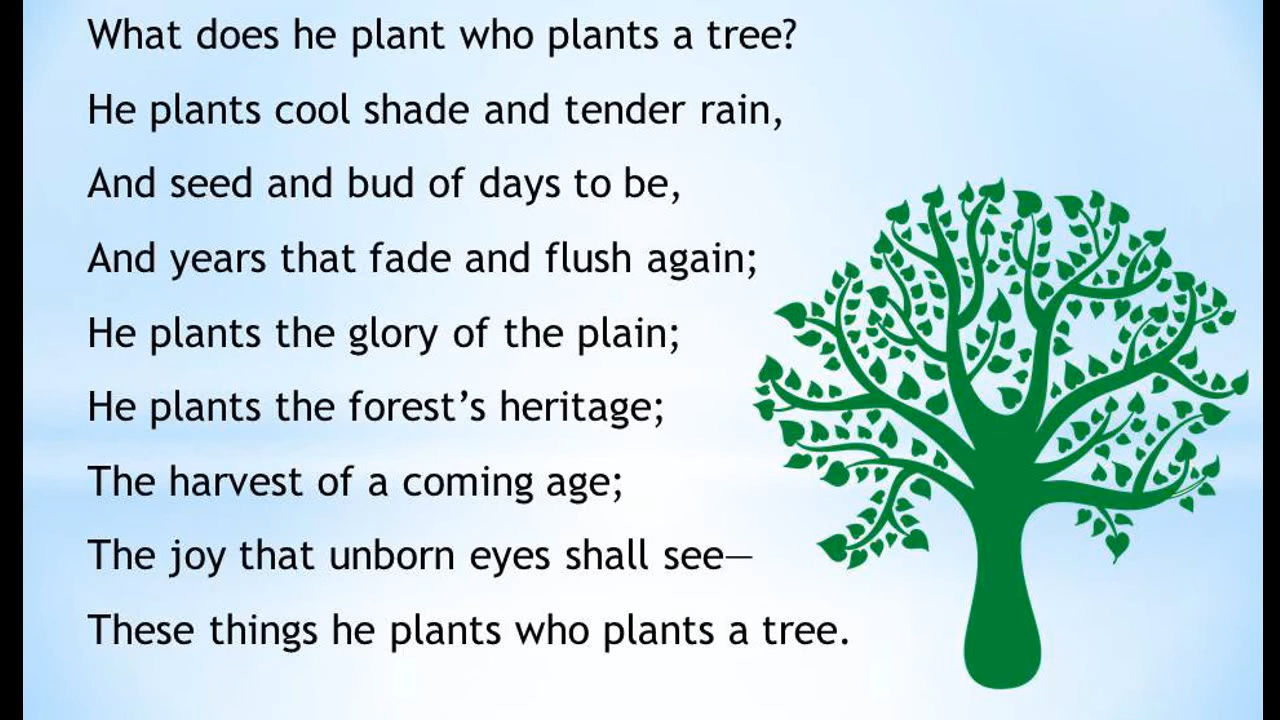 What does he plant who plants a tree?
He plants cool shade and tender rain,
And seed and bud of days to be,
And years that fade and flush again;
He plants the glory of the plain;
He plants the forest’s heritage;
The harvest of a coming age;
The joy that unborn eyes shall see—
These things he plants who plants a tree.